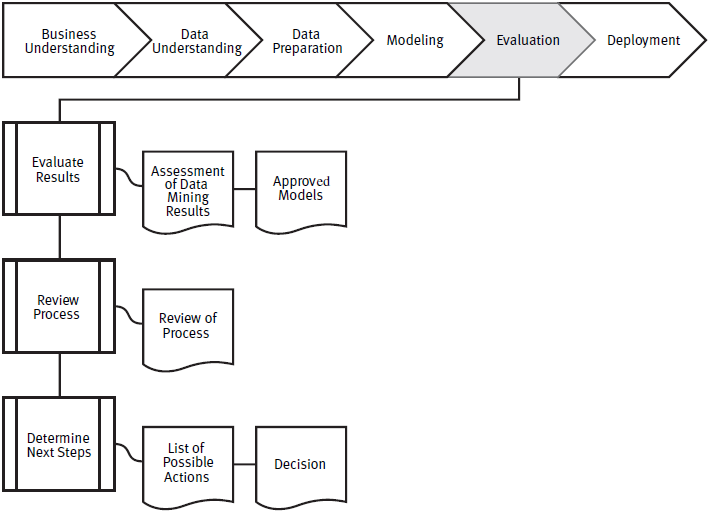 Business
Understanding
Data
Understanding
Data
Preparation
Modeling
Evaluation
Deployment
Evaluate
Results
Assessment
of Data
Mining
Results
Approved
Models
Review
Process
Review of
Process
Determine
Next Steps
List of
Possible
Actions
Decision